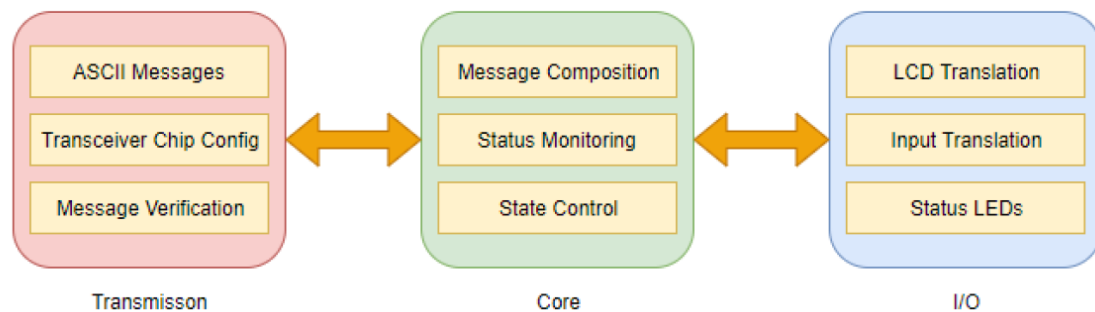 ASCII Messages
Transceiver Chip Config
Message Verification
Transmisson
Message Composition
Status Monitoring
State Control
Core
LCD Translation
Input Translation
Status LEDs
I/O